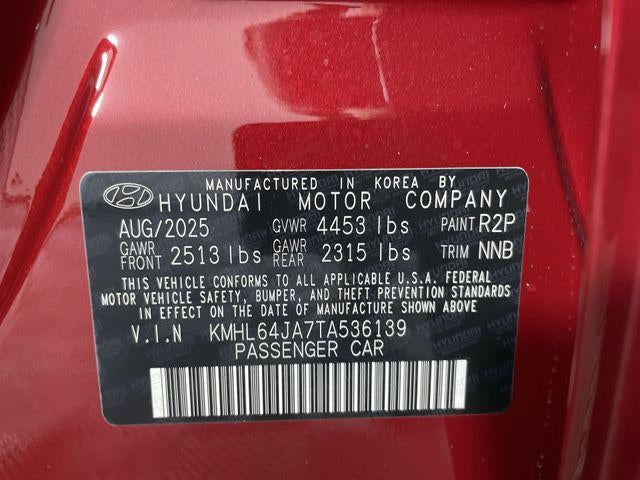 MANUFACTURED IN KOREA BY
HYUNDAI MOTOR COMPANY
AUG/2025 GVWR 4453 lbs PAINT R2P
GAWR FRONT 2513 lbs GAWR REAR 2315 lbs TRIM NNB
THIS VEHICLE CONFORMS TO ALL APPLICABLE U.S.A. FEDERAL
MOTOR VEHICLE SAFETY, BUMPER, AND THEFT PREVENTION STANDARDS
IN EFFECT ON THE DATE OF MANUFACTURE SHOWN ABOVE
V.I.N KMHL64JA7TA536139
PASSENGER CAR